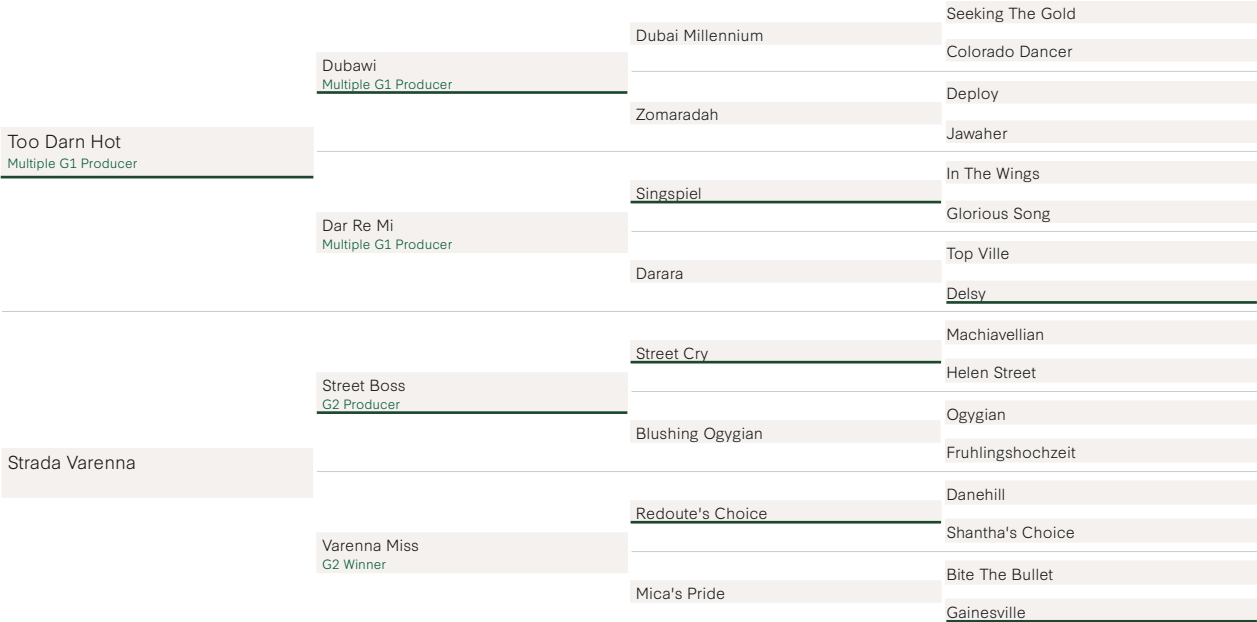 Too Darn Hot
Multiple G1 Producer
Strada Varenna
Dubawi
Multiple G1 Producer
Dar Re Mi
Multiple G1 Producer
Street Boss
G2 Producer
Varenna Miss
G2 Winner
Dubai Millennium
Zomaradah
Singspiel
Darara
Street Cry
Blushing Ogygian
Redoute's Choice
Mica's Pride
Seeking The Gold
Colorado Dancer
Deploy
Jawaher
In The Wings
Glorious Song
Top Ville
Delsy
Machiavellian
Helen Street
Ogygian
Fruhlingshochzeit
Danehill
Shantha's Choice
Bite The Bullet
Gainesville